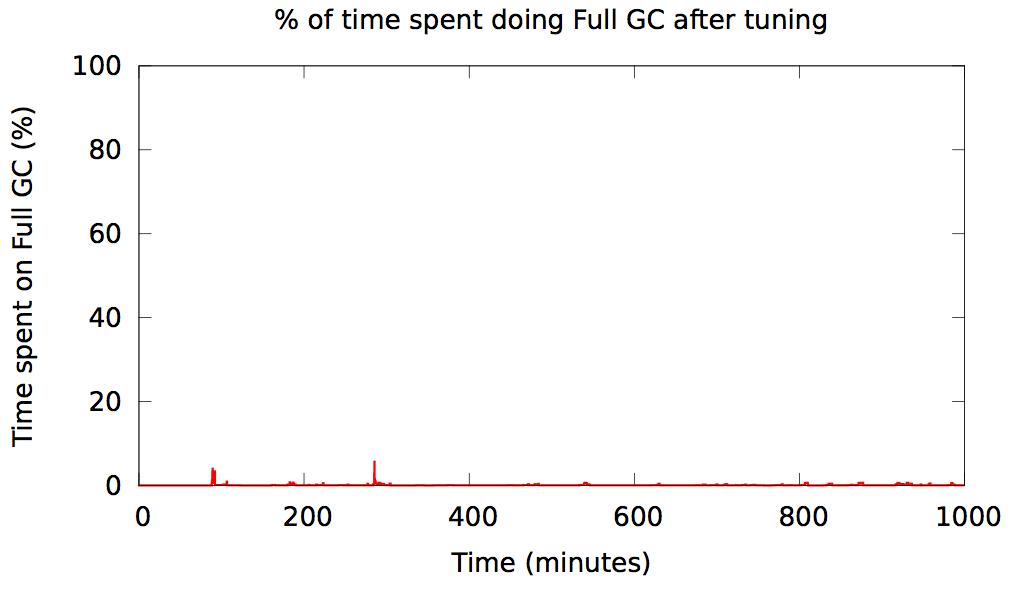 % of time spent doing Full GC after tuning
Time spent on Full GC (%)
100
80
60
40
20
0
0 200 400 600 800 1000
Time (minutes)